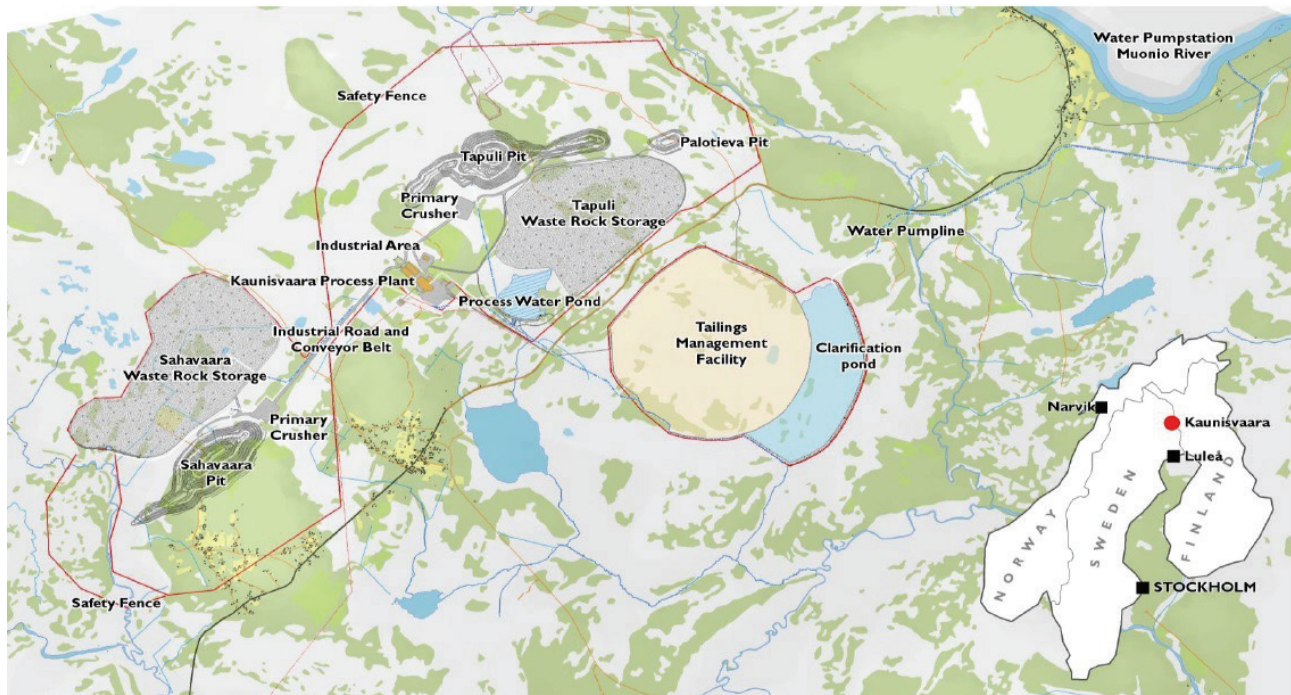 Water Pumpstation
Muonio River
Safety Fence
Tapuli Pit
Palotieva Pit
Primary
Crusher
Tapuli
Waste Rock Storage
Industrial Area
Water Pumpline
Kaunisvaara Process Plant
Process Water Pond
Industrial Road and
Conveyor Belt
Tailings
Management
Facility
Clarification
pond
Sahavaara
Waste Rock Storage
Primary
Crusher
Sahavaara
Pit
Safety Fence
Narvik
Kaunisvaara
Luleå
NORWAY
SWEDEN
FINLAND
STOCKHOLM